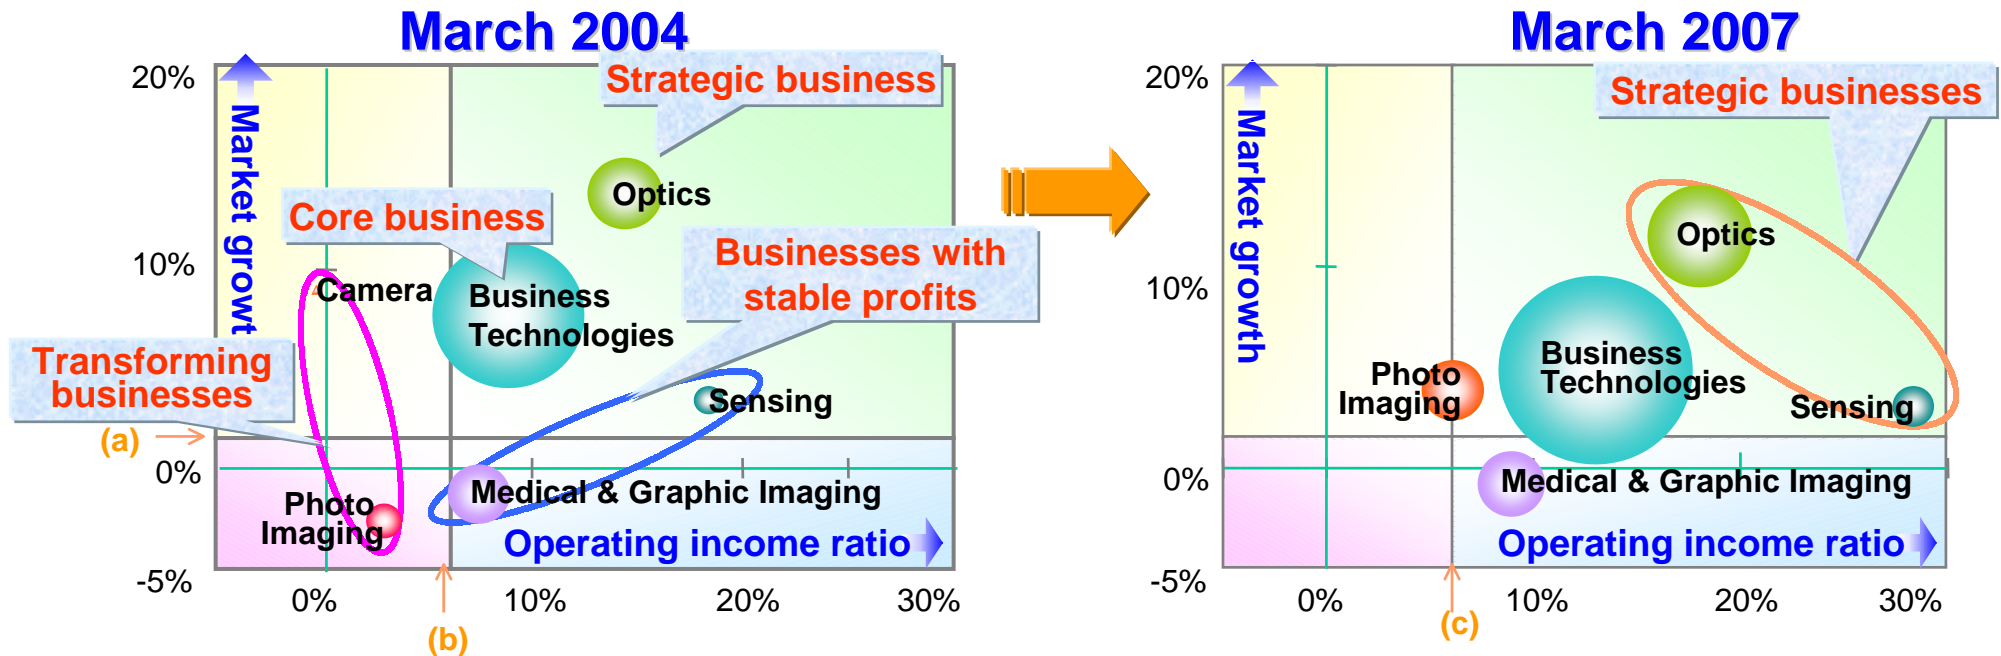 March 2004
20%
10%
0%
-5%
Market growth
Strategic business
Optics
Core business
Businesses with
stable profits
Camera
Business
Technologies
Transforming
businesses
Sensing
(a)
Medical & Graphic Imaging
Photo
Imaging
Operating income ratio
0%
10%
20%
30%
(b)
March 2007
20%
10%
0%
-5%
Market growth
Strategic businesses
Optics
Business
Technologies
Photo
Imaging
Sensing
Medical & Graphic Imaging
Operating income ratio
0%
10%
20%
30%
(c)